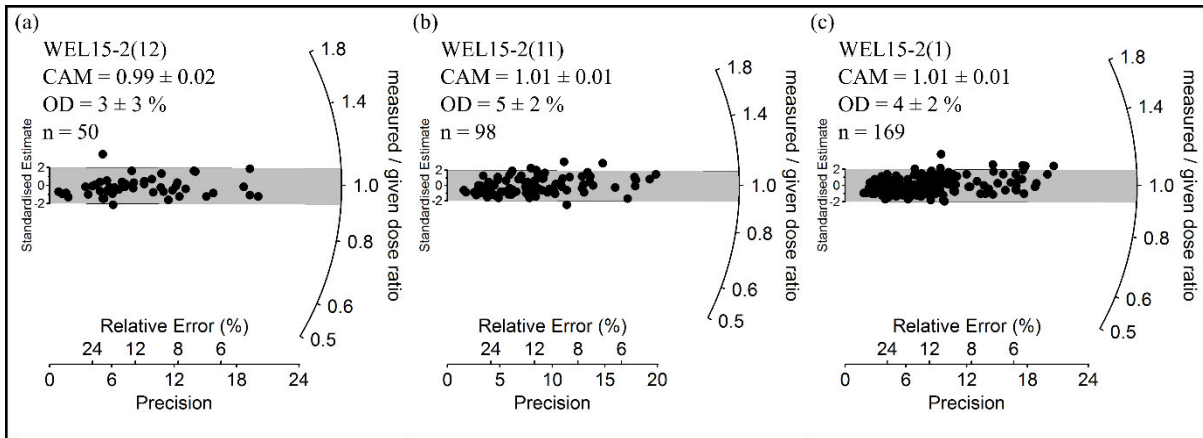 (a)
WEL15-2(12)
CAM = 0.99 ± 0.02
OD = 3 ± 3 %
n = 50
Standardised Estimate
2
0
-2
1.8
1.4
1.0
0.8
0.6
0.5
measured / given dose ratio
Relative Error (%)
24 12 8 6
0 6 12 18 24
Precision
(b)
WEL15-2(11)
CAM = 1.01 ± 0.01
OD = 5 ± 2 %
n = 98
Standardised Estimate
2
0
-2
1.8
1.4
1.0
0.8
0.6
0.5
measured / given dose ratio
Relative Error (%)
24 12 8 6
0 5 10 15 20
Precision
(c)
WEL15-2(1)
CAM = 1.01 ± 0.01
OD = 4 ± 2 %
n = 169
Standardised Estimate
2
0
-2
1.8
1.4
1.0
0.8
0.6
0.5
measured / given dose ratio
Relative Error (%)
24 12 8 6
0 6 12 18 24
Precision